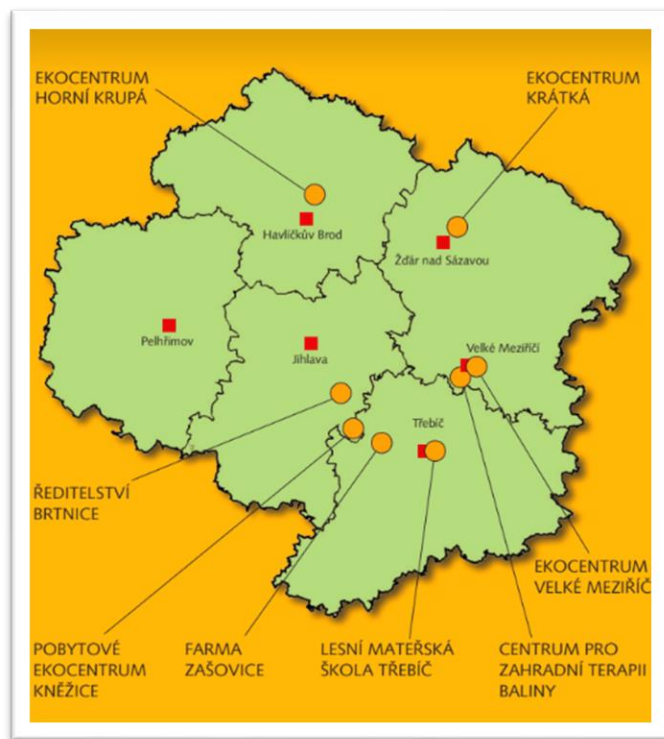 EKOCENTRUM
HORNÍ KRUPÁ
EKOCENTRUM
KRÁTKÁ
Havlíčkův Brod
Žďár nad Sázavou
Pelhřimov
Jihlava
Velké Meziříčí
Třebíč
ŘEDITELSTVÍ
BRTNICE
EKOCENTRUM
VELKÉ MEZIŘÍČ
POBYTOVÉ
EKOCENTRUM
KNĚŽICE
FARMA
ZAŠOVICE
LESNÍ MATEŘSKÁ
ŠKOLA TŘEBÍČ
CENTRUM PRO
ZAHRADNÍ TERAPII
BALINY